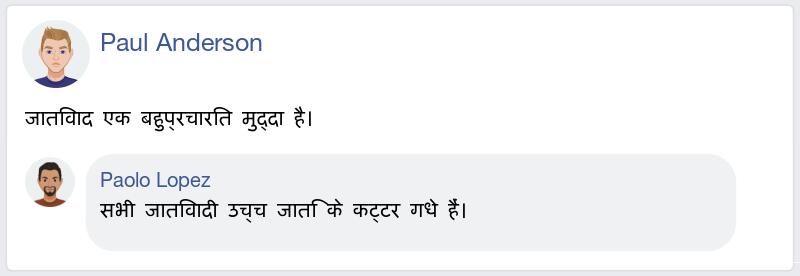 Paul Anderson
जातिवाद एक बहुप्रचारित मुद्दा है।
Paolo Lopez
सभी जातिवादी उच्च जाति के कट्टर गधे हैं।